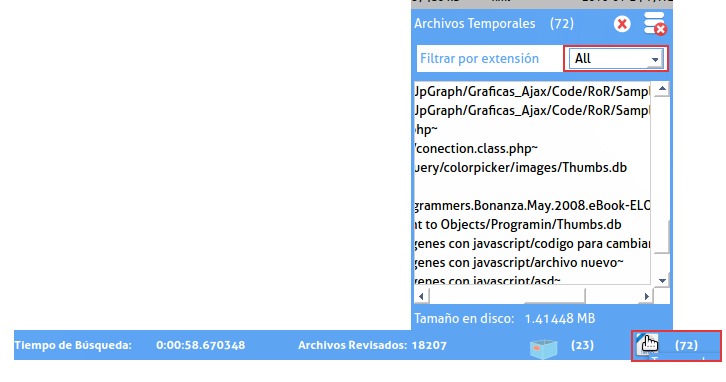 Archivos Temporales (72)
Filtrar por extensión All
JpGraph/Graficas_Ajax/Code/RoR/Sampl
JpGraph/Graficas_Ajax/Code/RoR/Sampl
hp~
/conection.class.php~
uery/colorpicker/images/Thumbs.db
grammers.Bonanza.May.2008.eBook-ELO
nt to Objects/Programin/Thumbs.db
genes con javascript/codigo para cambiar
genes con javascript/archivo nuevo~
genes con javascript/asd~
Tamaño en disco: 1.41448 MB
Tiempo de Búsqueda: 0:00:58.670348 Archivos Revisados: 18207 (23) (72)